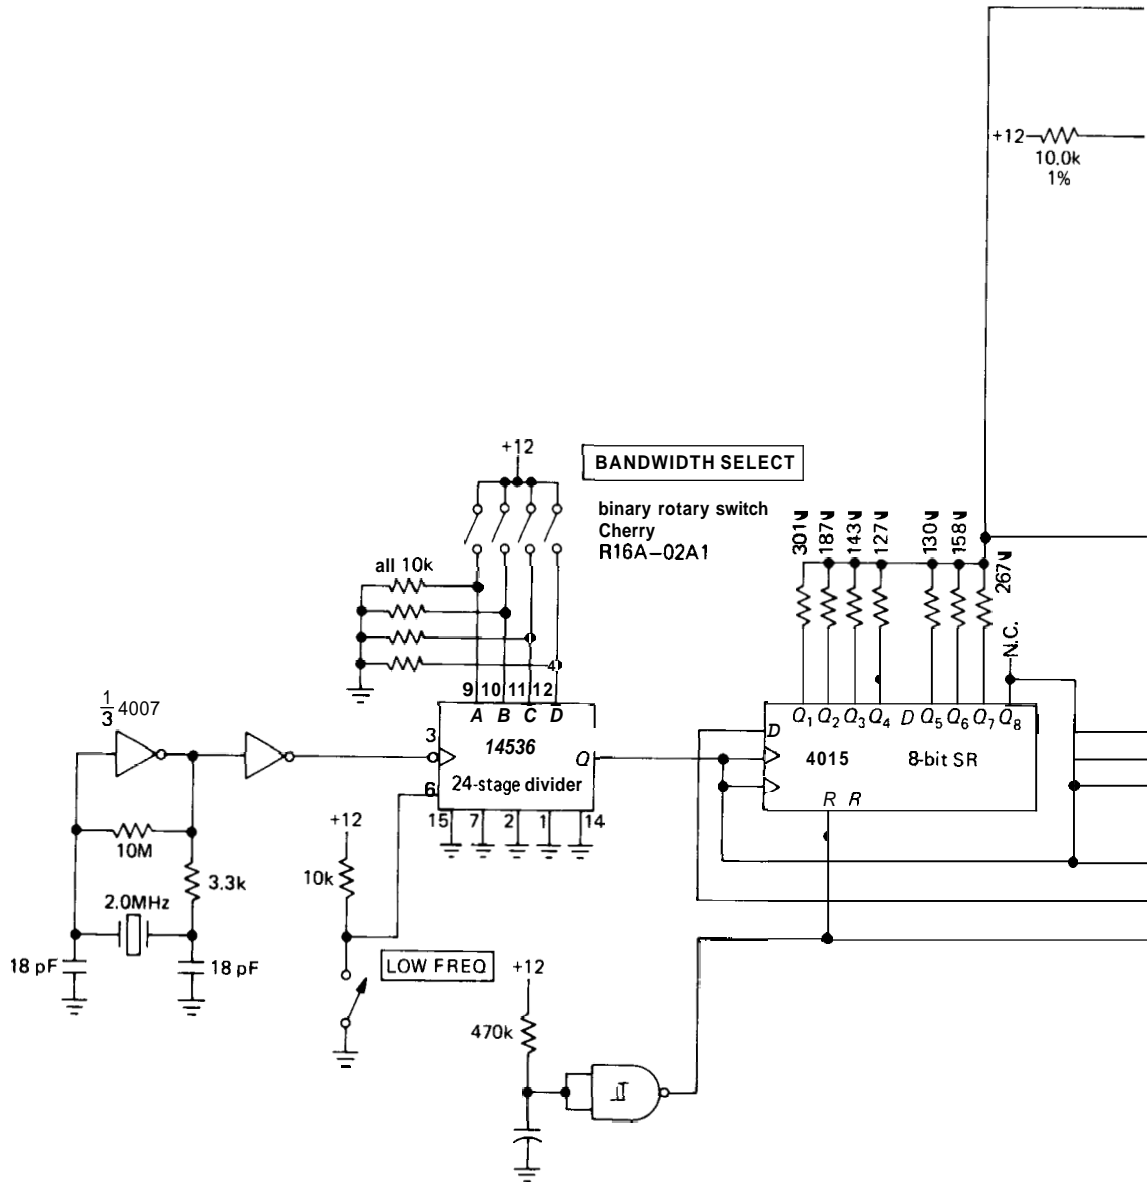 +12
10.0k
1%
+12
BANDWIDTH SELECT
binary rotary switch
Cherry
R16A–02A1
all 10k
301
187
143
127
130
158
267
N.C.
4
9 10 11 12
A B C D
1/3 4007
3
14536
Q
24-stage divider
6
15 7 2 1 14
Q1 Q2 Q3 Q4 D Q5 Q6 Q7 Q8
D
4015 8-bit SR
R R
10M
3.3k
2.0MHz
18 pF
18 pF
+12
10k
LOW FREQ
+12
470k